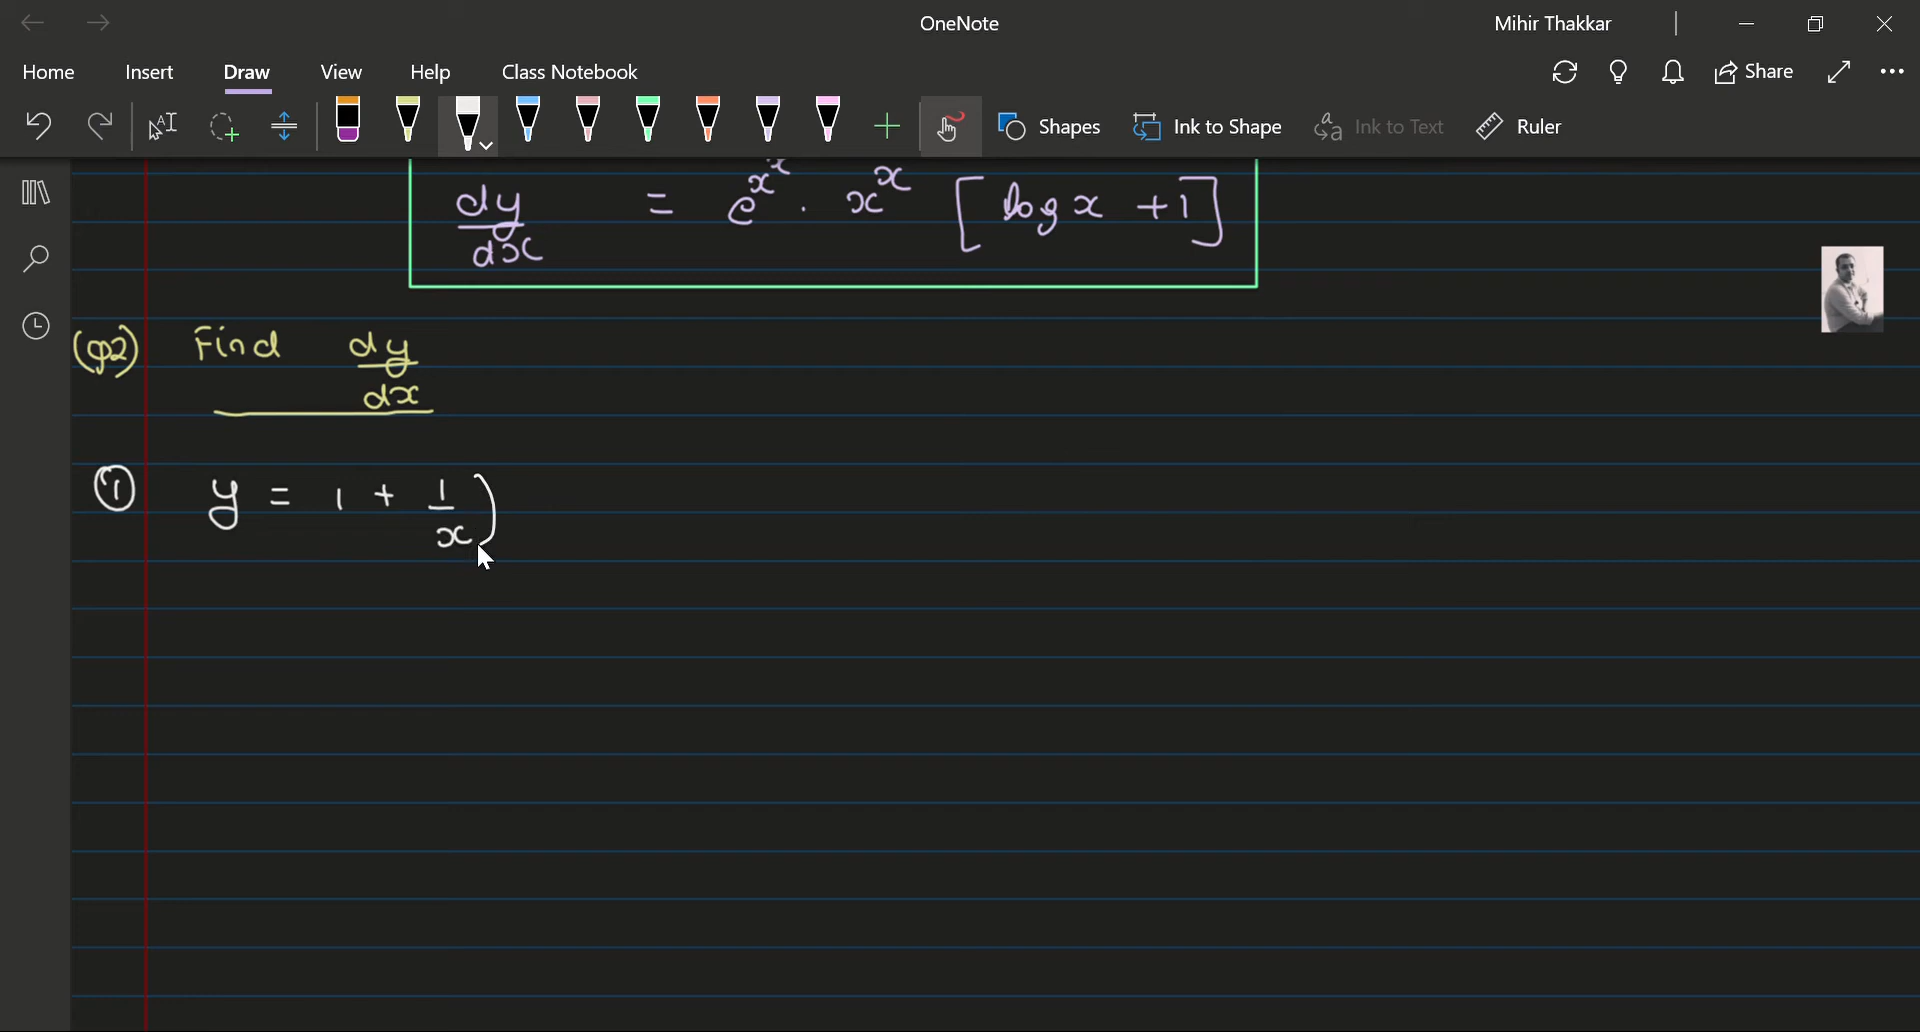 OneNote
Mihir Thakkar
Home Insert Draw View Help Class Notebook Share
Shapes Ink to Shape Ink to Text Ruler
dy/dx = e^{x^x} · x^x [log x + 1]
(Q2) Find dy/dx
① y = 1 + 1/x)